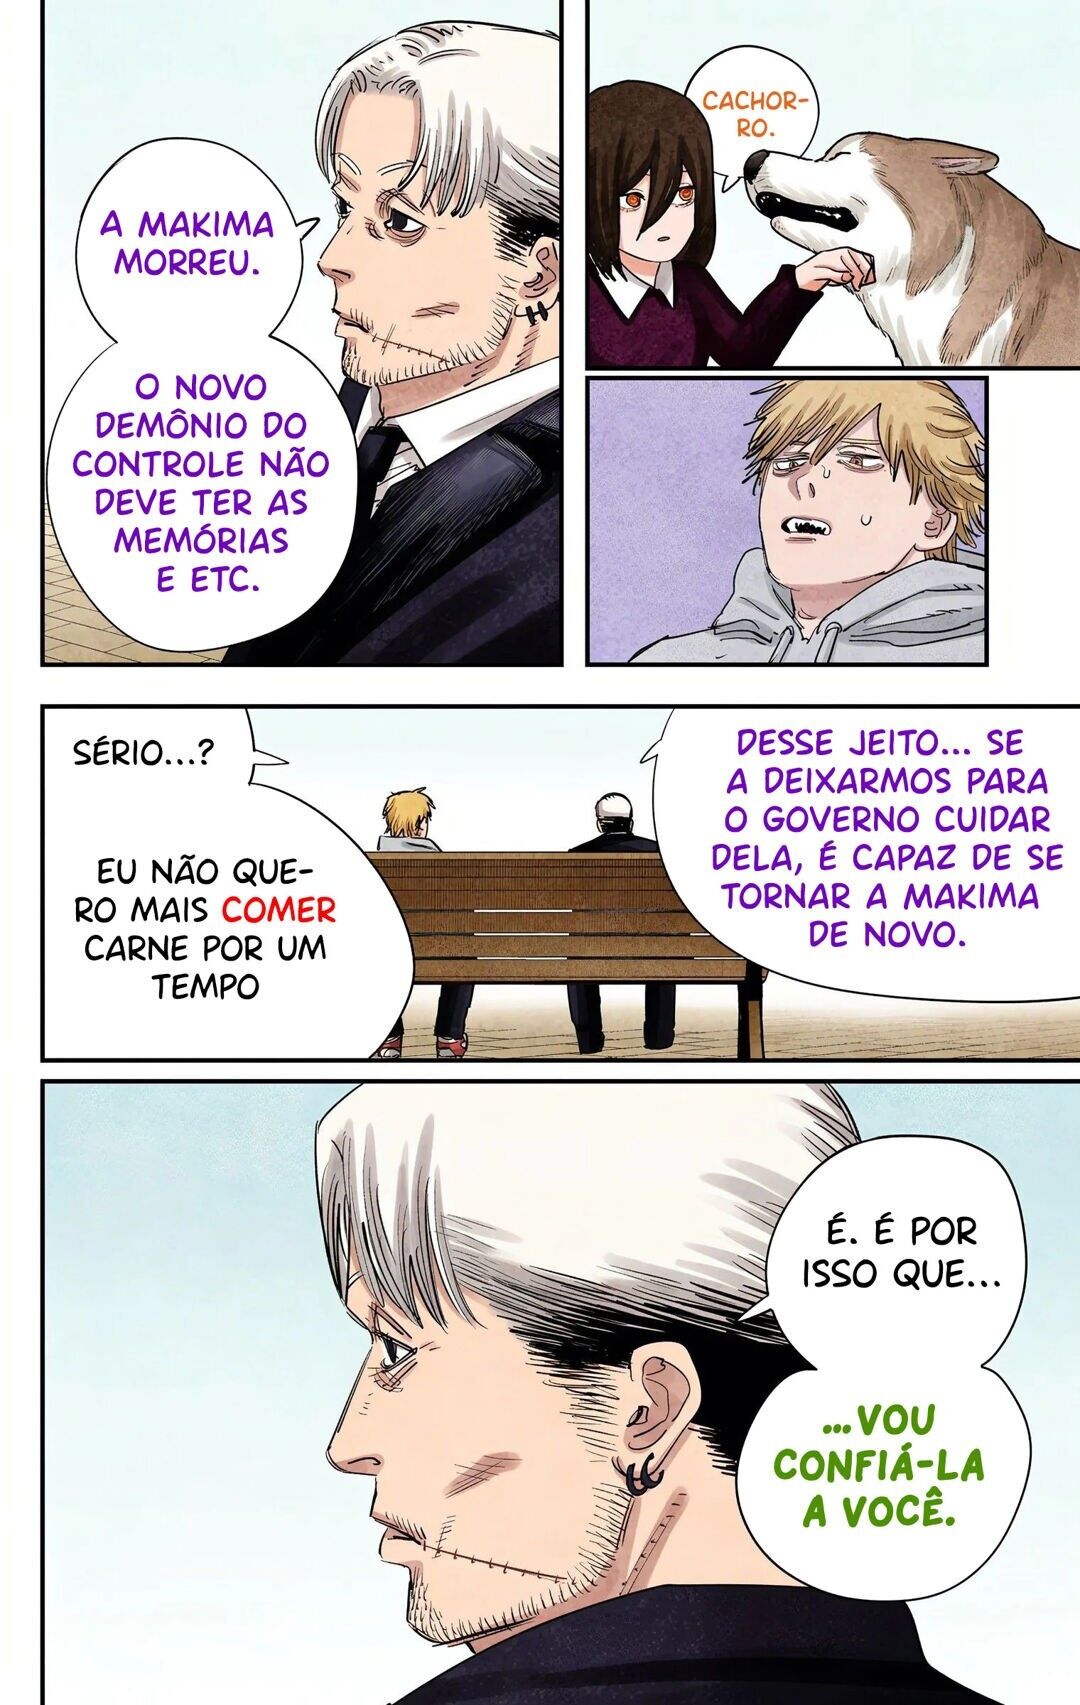 CACHOR-
RO.
A MAKIMA
MORREU.
O NOVO
DEMÔNIO DO
CONTROLE NÃO
DEVE TER AS
MEMÓRIAS
E ETC.
DESSE JEITO... SE
A DEIXARMOS PARA
O GOVERNO CUIDAR
DELA, É CAPAZ DE SE
TORNAR A MAKIMA
DE NOVO.
SÉRIO...?
EU NÃO QUE-
RO MAIS COMER
CARNE POR UM
TEMPO
É. É POR
ISSO QUE...
...VOU
CONFIÁ-LA
A VOCÊ.